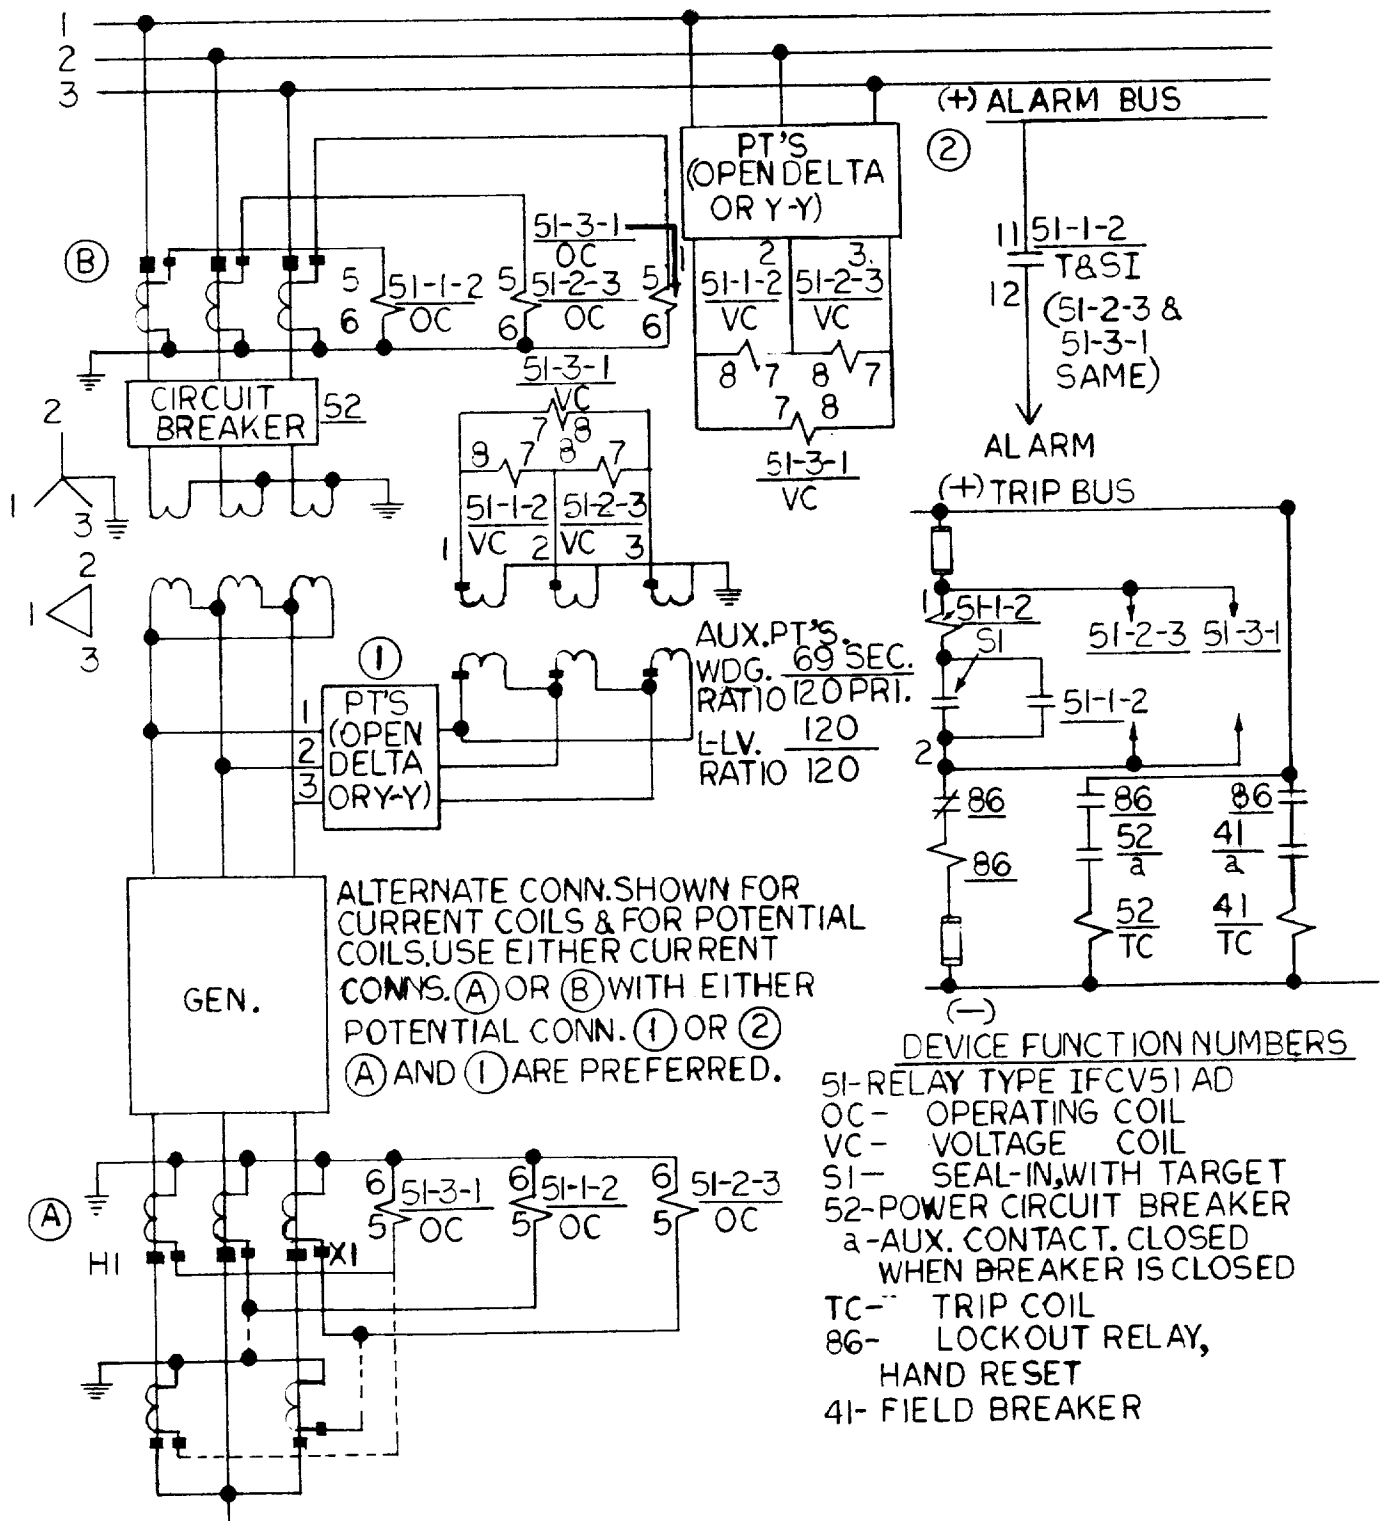 1
2
3
(+) ALARM BUS
PT'S
(OPEN DELTA
OR Y-Y)
2
51-3-1
OC
B
5
6
51-1-2
OC
5
6
51-2-3
OC
5
6
1
2
3.
51-1-2
VC
51-2-3
VC
8 7 8 7
7 8
51-3-1
VC
11
12
51-1-2
T&SI
(51-2-3 &
51-3-1
SAME)
ALARM
CIRCUIT
BREAKER
52
51-3-1
VC
7 8
8 7 8 7
51-1-2
VC
51-2-3
VC
1 2 3
2
1
3
2
1
3
(+) TRIP BUS
1
51-1-2
SI
51-2-3
51-3-1
51-1-2
2
86
86
86
52
a
52
TC
86
41
a
41
TC
(—)
1
PT'S
(OPEN
DELTA
OR Y-Y)
1
2
3
AUX. PT'S.
WDG. 69 SEC.
RATIO 120 PRI.
L-LV. 120
RATIO 120
GEN.
ALTERNATE CONN. SHOWN FOR
CURRENT COILS & FOR POTENTIAL
COILS. USE EITHER CURRENT
CONNS. A OR B WITH EITHER
POTENTIAL CONN. 1 OR 2
A AND 1 ARE PREFERRED.
A
H1
X1
6
5
51-3-1
OC
6
5
51-1-2
OC
6
5
51-2-3
OC
DEVICE FUNCTION NUMBERS
51-RELAY TYPE IFCV51AD
OC- OPERATING COIL
VC- VOLTAGE COIL
SI- SEAL-IN, WITH TARGET
52-POWER CIRCUIT BREAKER
a-AUX. CONTACT. CLOSED
WHEN BREAKER IS CLOSED
TC- TRIP COIL
86- LOCKOUT RELAY,
HAND RESET
41- FIELD BREAKER